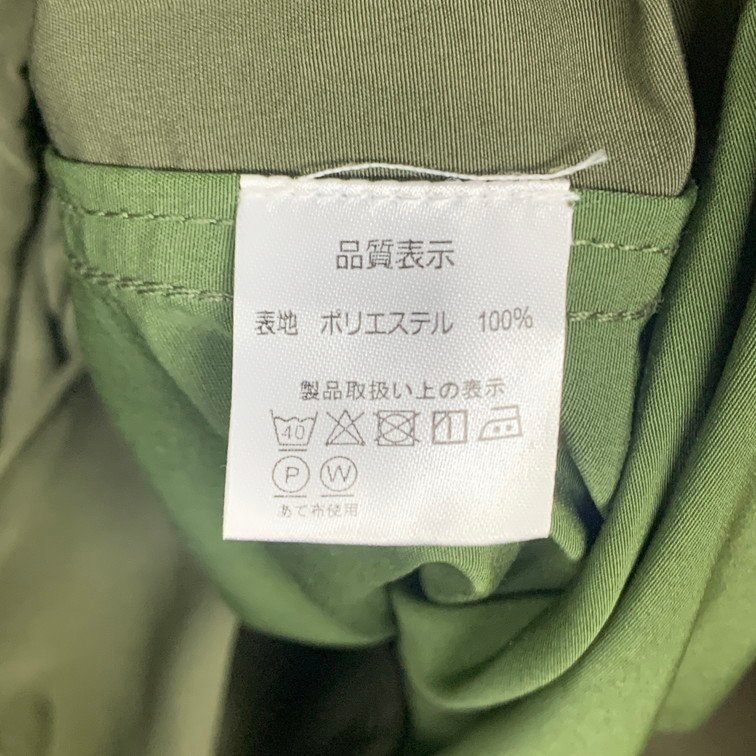 品質表示
表地 ポリエステル 100%
製品取扱い上の表示
40
P W
あて布使用